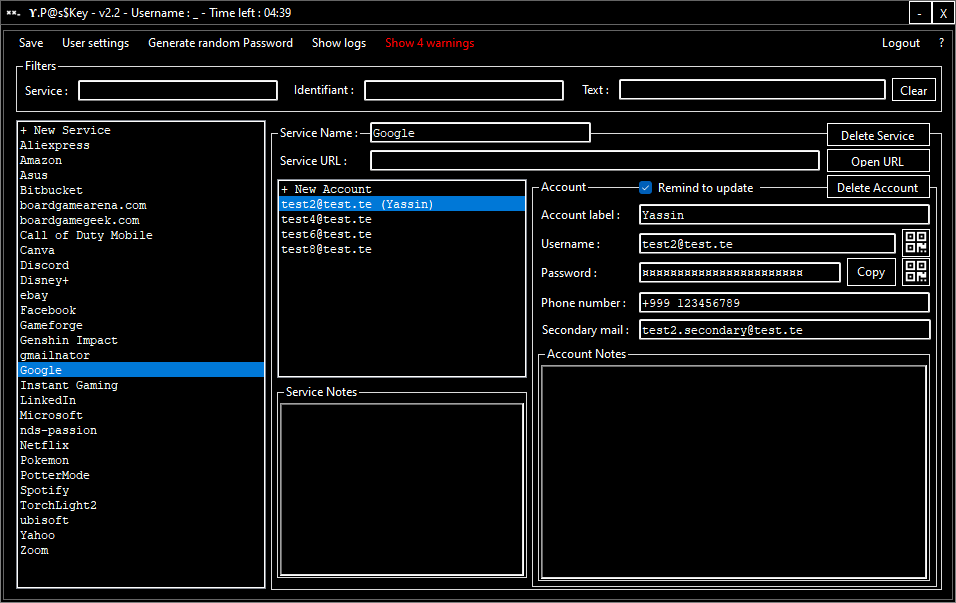 ϒ.P@s$Key - v2.2 - Username : _ - Time left : 04:39
- X
Save User settings Generate random Password Show logs Show 4 warnings Logout ?
Filters
Service : Identifiant : Text : Clear
+ New Service
Aliexpress
Amazon
Asus
Bitbucket
boardgamearena.com
boardgamegeek.com
Call of Duty Mobile
Canva
Discord
Disney+
ebay
Facebook
Gameforge
Genshin Impact
gmailnator
Google
Instant Gaming
LinkedIn
Microsoft
nds-passion
Netflix
Pokemon
PotterMode
Spotify
TorchLight2
ubisoft
Yahoo
Zoom
Service Name : Google Delete Service
Service URL : Open URL
+ New Account
test2@test.te (Yassin)
test4@test.te
test6@test.te
test8@test.te
Service Notes
Account Remind to update Delete Account
Account label : Yassin
Username : test2@test.te
Password : ¤¤¤¤¤¤¤¤¤¤¤¤¤¤¤¤¤¤¤¤¤¤¤ Copy
Phone number : +999 123456789
Secondary mail : test2.secondary@test.te
Account Notes